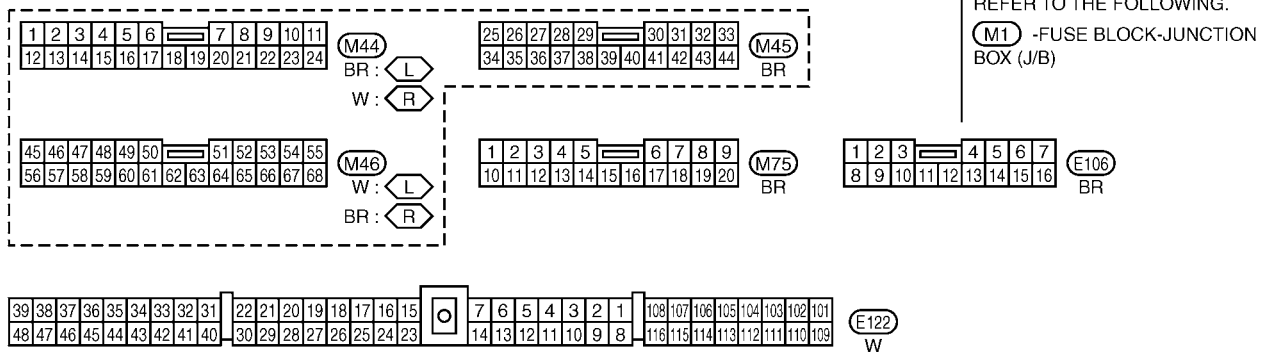 REFER TO THE FOLLOWING.
M1 -FUSE BLOCK-JUNCTION
BOX (J/B)
1 2 3 4 5 6 7 8 9 10 11
12 13 14 15 16 17 18 19 20 21 22 23 24
M44
BR : L
W : R
25 26 27 28 29 30 31 32 33
34 35 36 37 38 39 40 41 42 43 44
M45
BR
45 46 47 48 49 50 51 52 53 54 55
56 57 58 59 60 61 62 63 64 65 66 67 68
M46
W : L
BR : R
1 2 3 4 5 6 7 8 9
10 11 12 13 14 15 16 17 18 19 20
M75
BR
1 2 3 4 5 6 7
8 9 10 11 12 13 14 15 16
E106
BR
39 38 37 36 35 34 33 32 31 22 21 20 19 18 17 16 15 7 6 5 4 3 2 1 108 107 106 105 104 103 102 101
48 47 46 45 44 43 42 41 40 30 29 28 27 26 25 24 23 14 13 12 11 10 9 8 116 115 114 113 112 111 110 109
E122
W